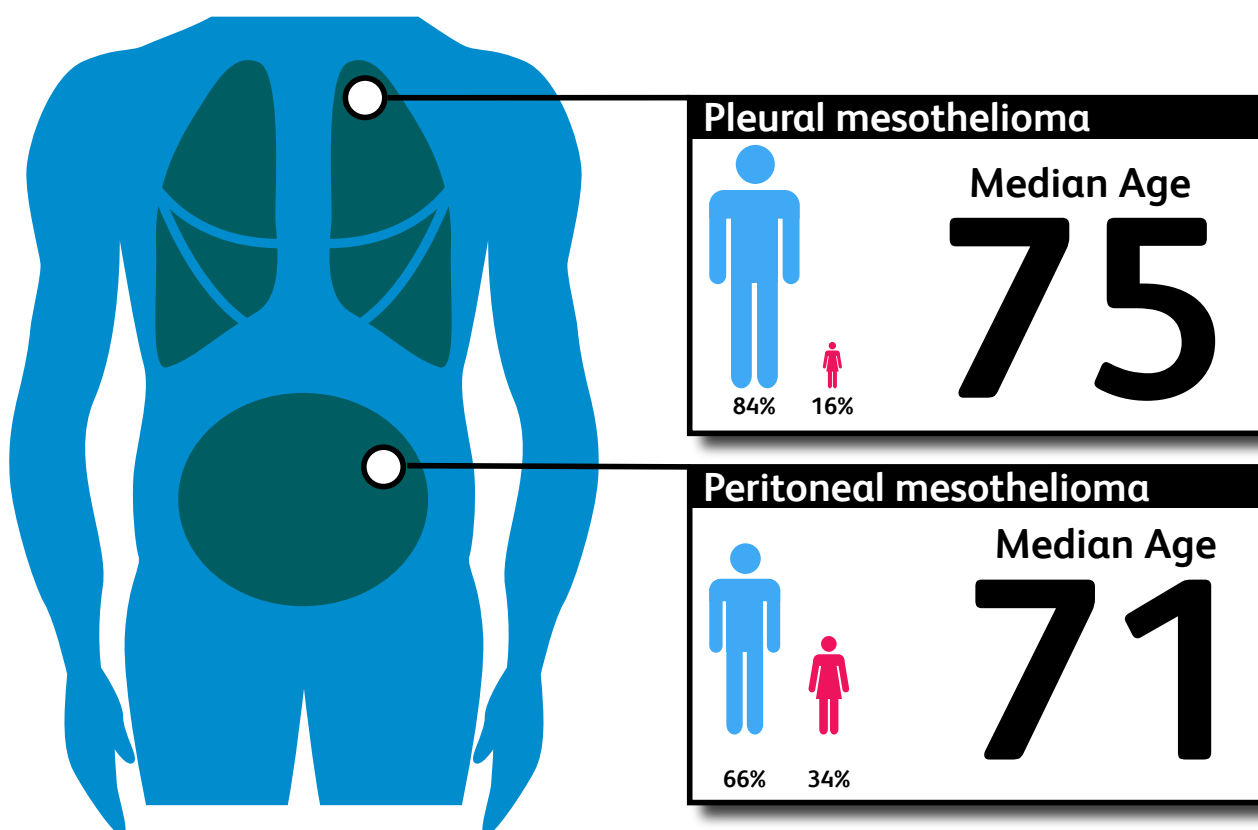 Pleural mesothelioma
Median Age
75
84% 16%
Peritoneal mesothelioma
Median Age
71
66% 34%